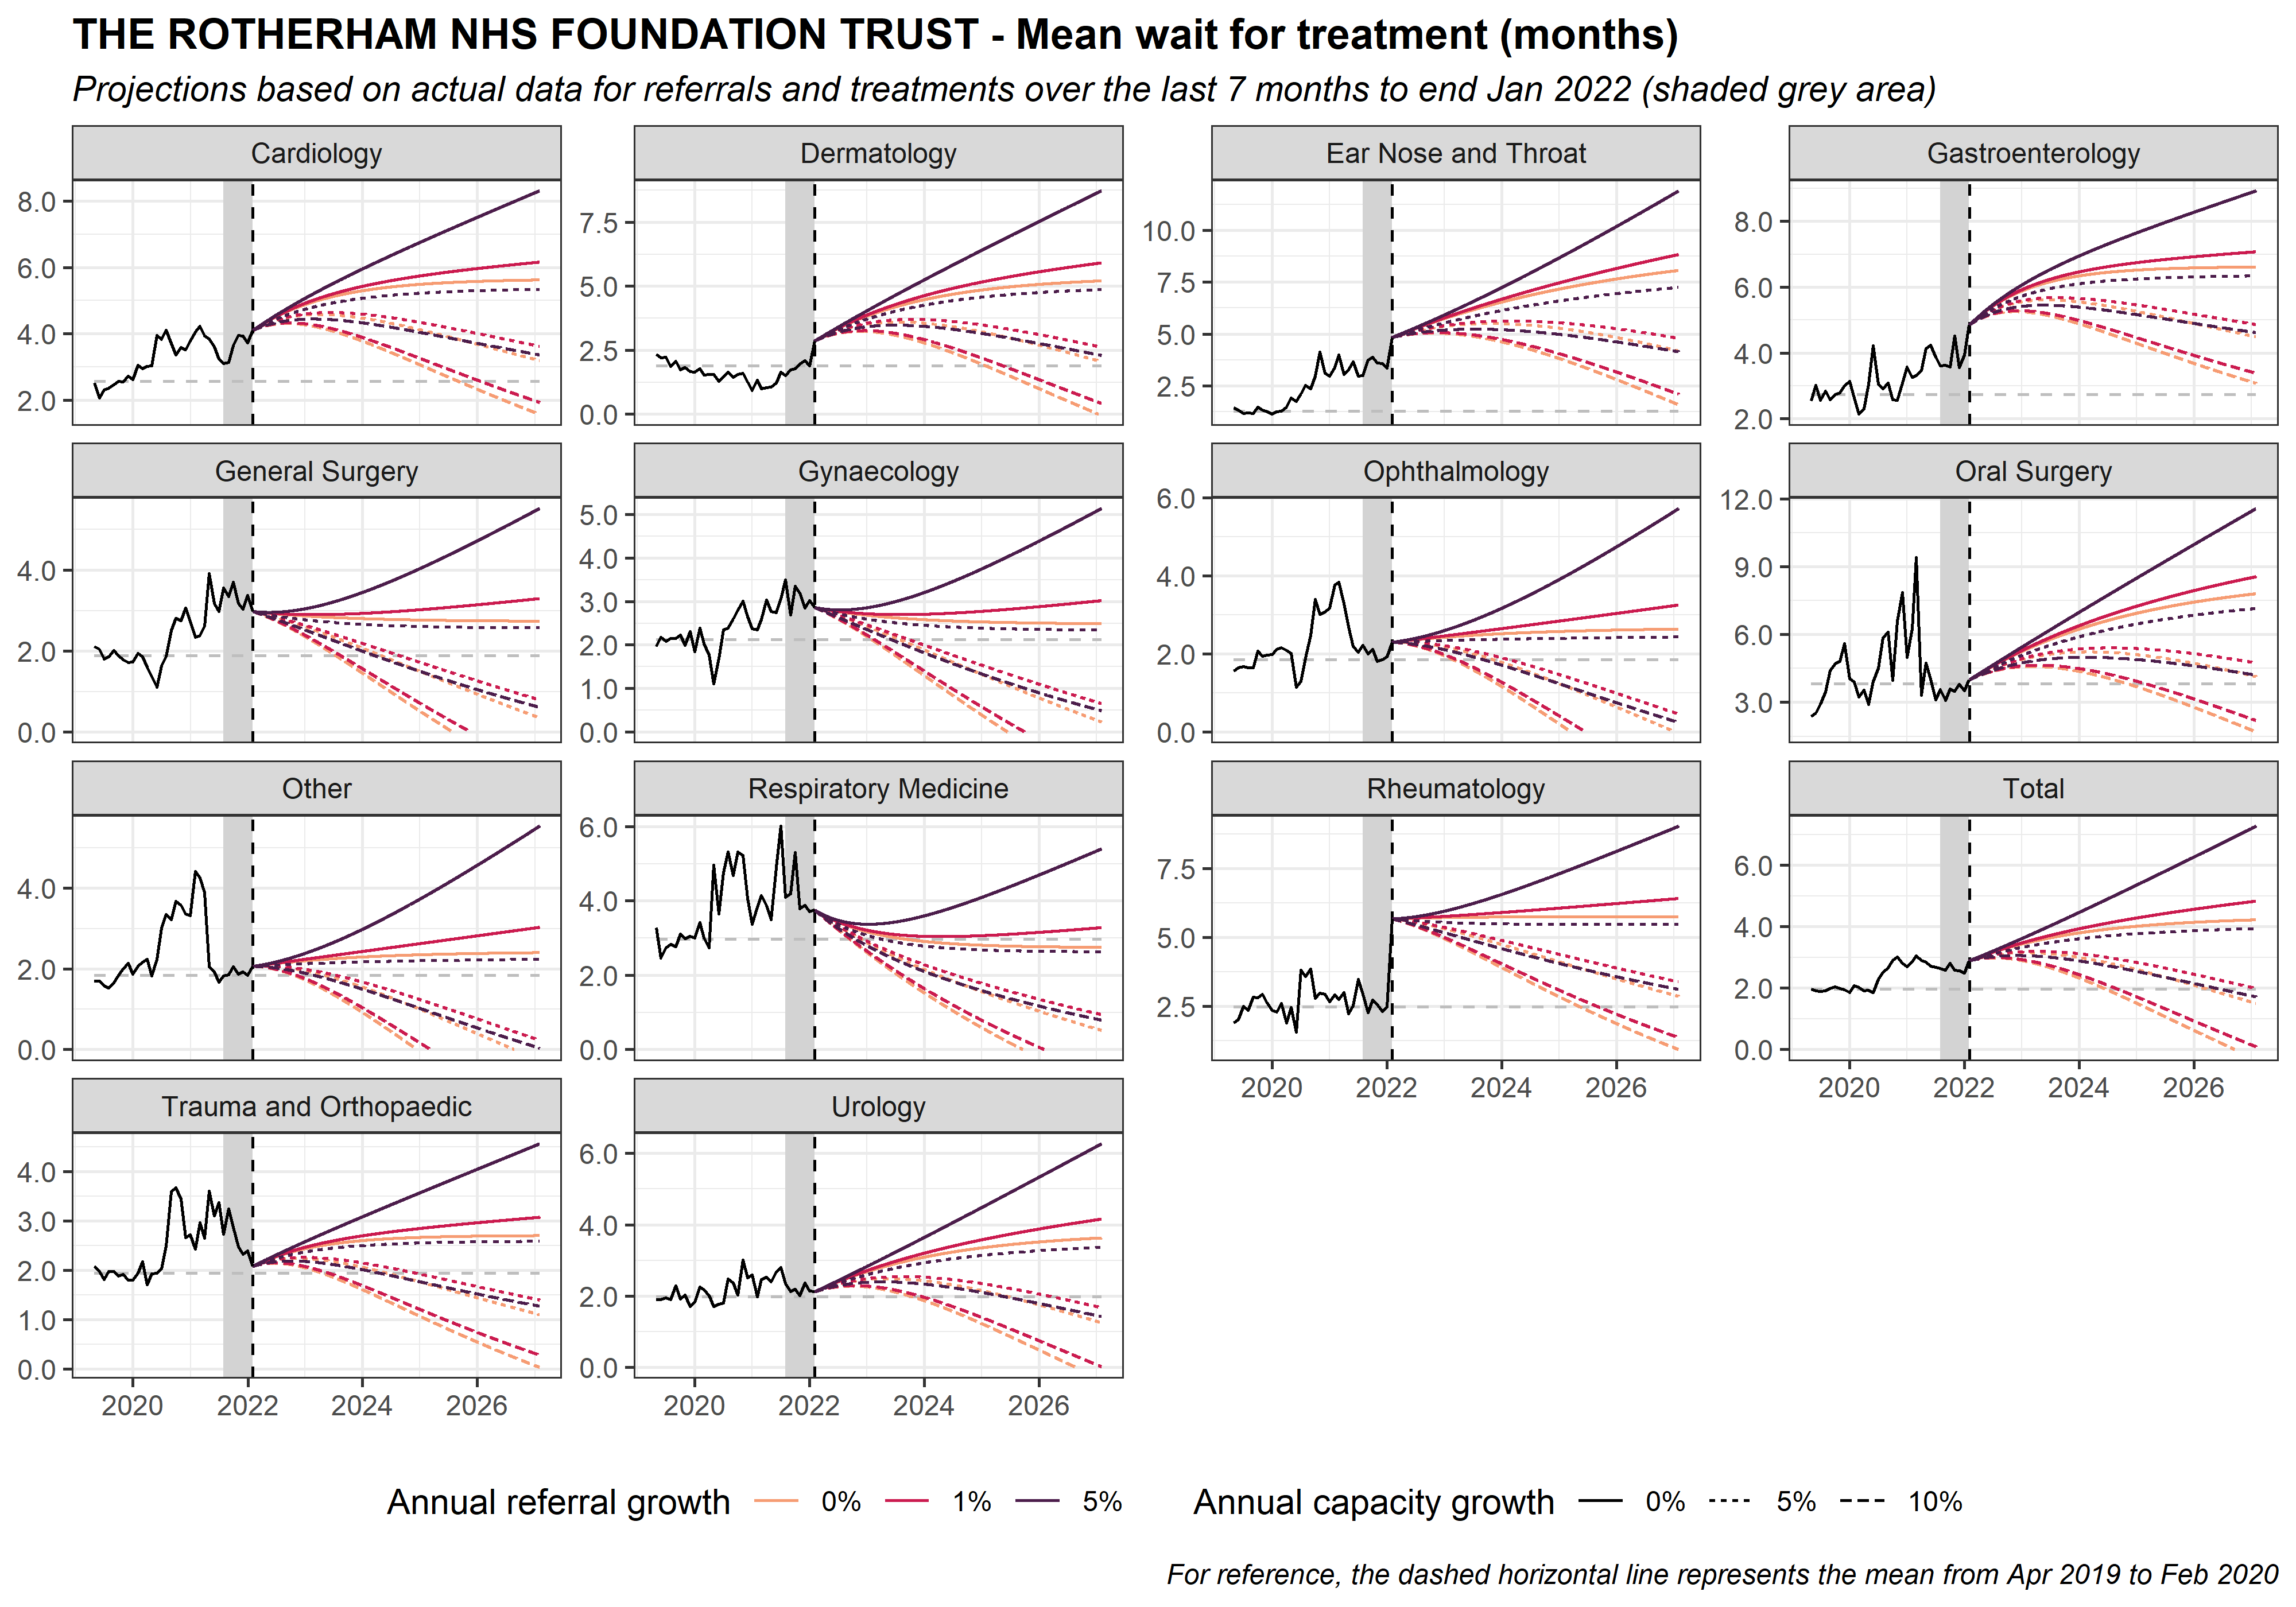 THE ROTHERHAM NHS FOUNDATION TRUST - Mean wait for treatment (months)
Projections based on actual data for referrals and treatments over the last 7 months to end Jan 2022 (shaded grey area)
Cardiology
8.0
6.0
4.0
2.0
Dermatology
7.5
5.0
2.5
0.0
Ear Nose and Throat
10.0
7.5
5.0
2.5
Gastroenterology
8.0
6.0
4.0
2.0
General Surgery
4.0
2.0
0.0
Gynaecology
5.0
4.0
3.0
2.0
1.0
0.0
Ophthalmology
6.0
4.0
2.0
0.0
Oral Surgery
12.0
9.0
6.0
3.0
Other
4.0
2.0
0.0
Respiratory Medicine
6.0
4.0
2.0
0.0
Rheumatology
7.5
5.0
2.5
2020 2022 2024 2026
Total
6.0
4.0
2.0
0.0
2020 2022 2024 2026
Trauma and Orthopaedic
4.0
3.0
2.0
1.0
0.0
2020 2022 2024 2026
Urology
6.0
4.0
2.0
0.0
2020 2022 2024 2026
Annual referral growth 0% 1% 5%
Annual capacity growth 0% 5% 10%
For reference, the dashed horizontal line represents the mean from Apr 2019 to Feb 2020